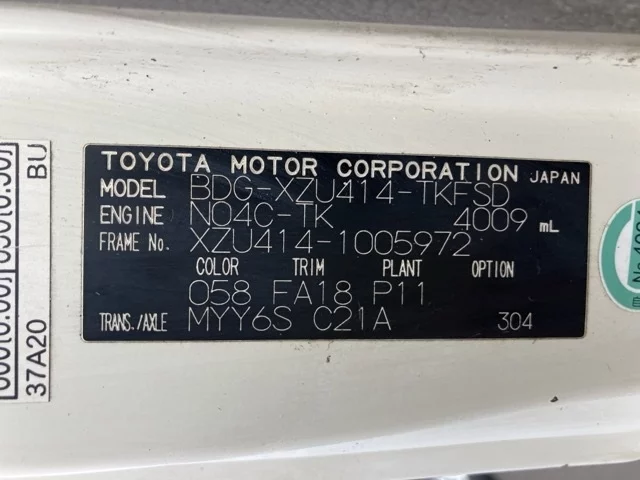 TOYOTA MOTOR CORPORATION JAPAN
MODEL BDG-XZU414-TKFSD
ENGINE N04C-TK 4009 mL
FRAME No. XZU414-1005972
COLOR TRIM PLANT OPTION
058 FA18 P11
TRANS./AXLE MYY6S C21A 304
BU
37A20